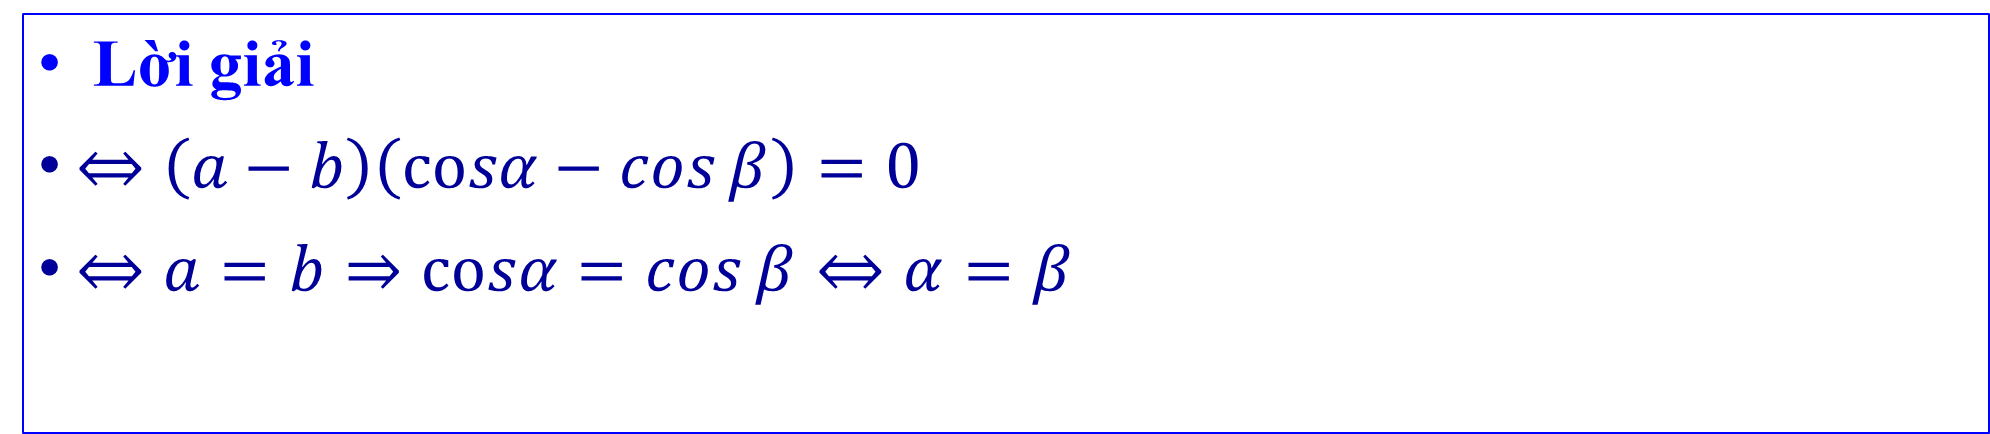 • Lời giải
• ⇔ (a − b)(cosα − cos β) = 0
• ⇔ a = b ⇒ cosα = cos β ⇔ α = β